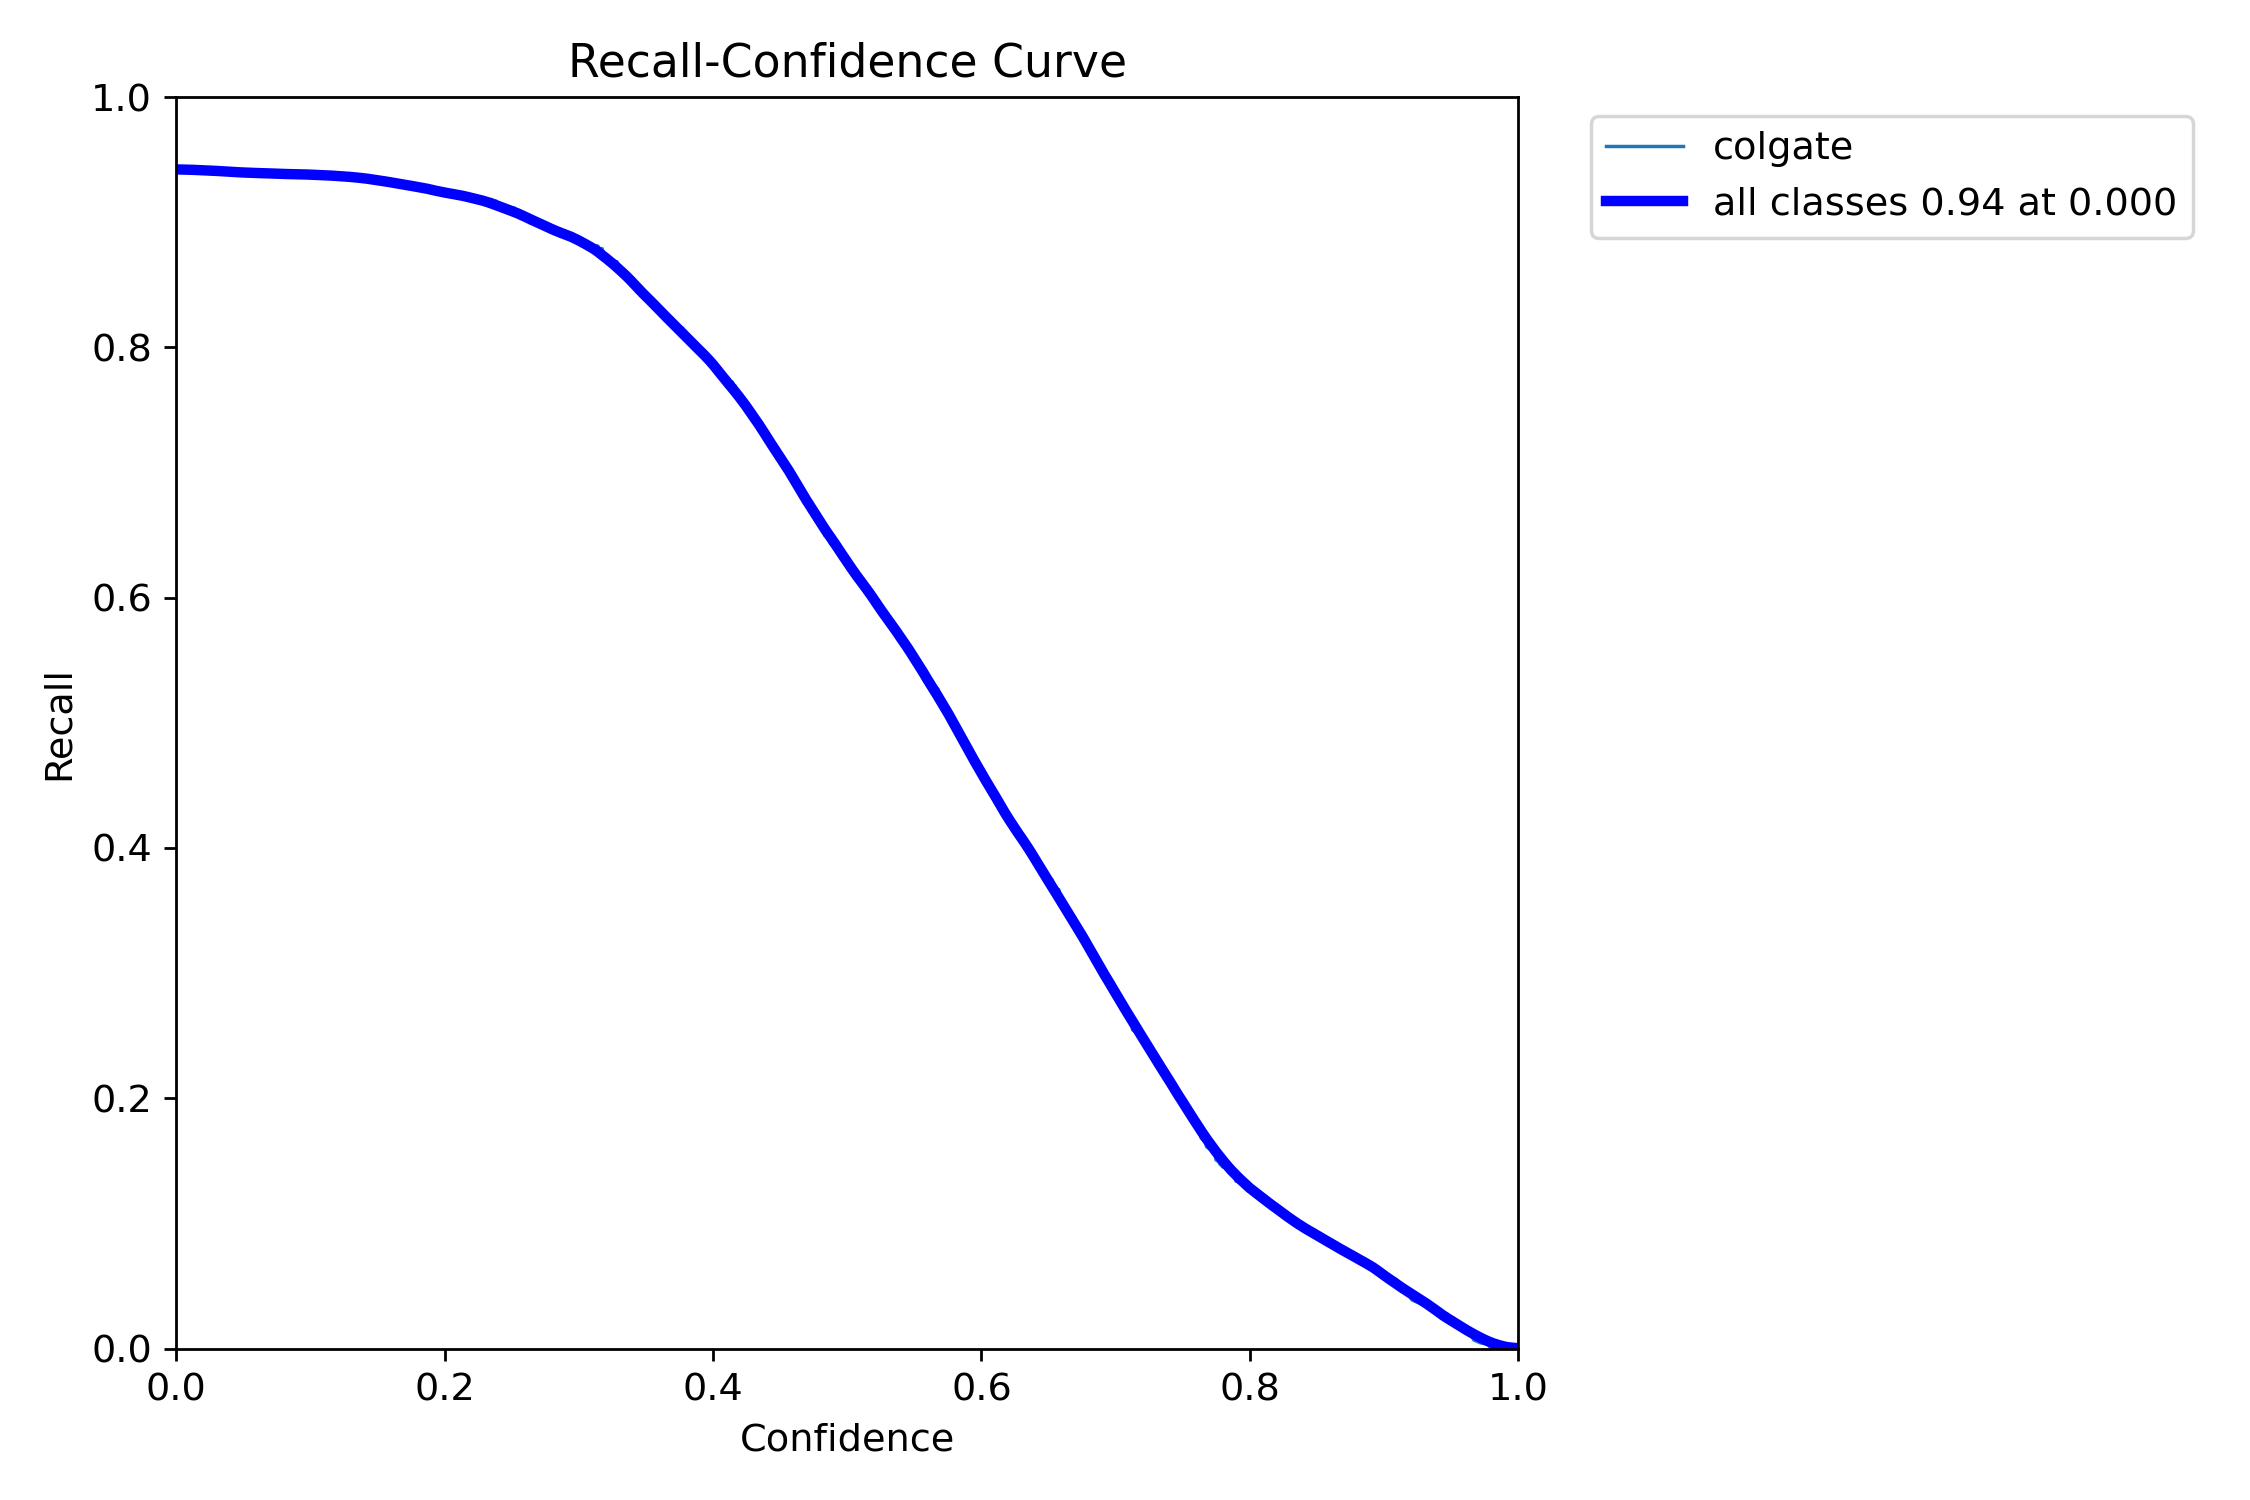 Recall-Confidence Curve
colgate
all classes 0.94 at 0.000
1.0
0.8
0.6
0.4
0.2
0.0
Recall
0.0 0.2 0.4 0.6 0.8 1.0
Confidence